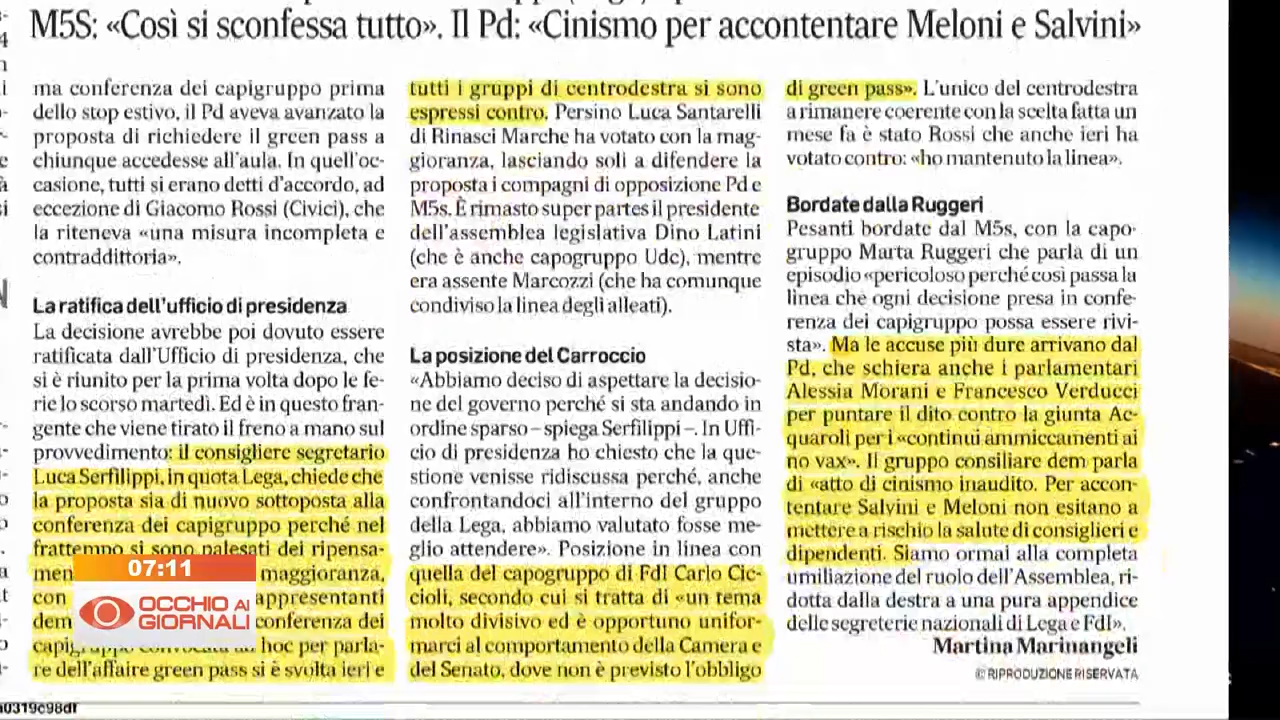 M5S: «Così si sconfessa tutto». Il Pd: «Cinismo per accontentare Meloni e Salvini»
ma conferenza dei capigruppo prima
dello stop estivo, il Pd aveva avanzato la
proposta di richiedere il green pass a
chiunque accedesse all'aula. In quell'oc-
casione, tutti si erano detti d'accordo, ad
eccezione di Giacomo Rossi (Civici), che
la riteneva «una misura incompleta e
contraddittoria».
La ratifica dell'ufficio di presidenza
La decisione avrebbe poi dovuto essere
ratificata dall'Ufficio di presidenza, che
si è riunito per la prima volta dopo le fe-
rie lo scorso martedì. Ed è in questo fran-
gente che viene tirato il freno a mano sul
provvedimento: il consigliere segretario
Luca Serfilippi, in quota Lega, chiede che
la proposta sia di nuovo sottoposta alla
conferenza dei capigruppo perché nel
frattempo si sono palesati dei ripensa-
men maggioranza,
con appresentanti
dem conferenza dei
hoc per parla-
re dell'affaire green pass si è svolta ieri e
tutti i gruppi di centrodestra si sono
espressi contro. Persino Luca Santarelli
di Rinasci Marche ha votato con la mag-
gioranza, lasciando soli a difendere la
proposta i compagni di opposizione Pd e
M5s. È rimasto super partes il presidente
dell'assemblea legislativa Dino Latini
(che è anche capogruppo Udc), mentre
era assente Marcozzi (che ha comunque
condiviso la linea degli alleati).
La posizione del Carroccio
«Abbiamo deciso di aspettare la decisio-
ne del governo perché si sta andando in
ordine sparso – spiega Serfilippi –. In Uffi-
cio di presidenza ho chiesto che la que-
stione venisse ridiscussa perché, anche
confrontandoci all'interno del gruppo
della Lega, abbiamo valutato fosse me-
glio attendere». Posizione in linea con
quella del capogruppo di FdI Carlo Cic-
cioli, secondo cui si tratta di «un tema
molto divisivo ed è opportuno unifor-
marci al comportamento della Camera e
del Senato, dove non è previsto l'obbligo
di green pass». L'unico del centrodestra
a rimanere coerente con la scelta fatta un
mese fa è stato Rossi che anche ieri ha
votato contro: «ho mantenuto la linea».
Bordate dalla Ruggeri
Pesanti bordate dal M5s, con la capo-
gruppo Marta Ruggeri che parla di un
episodio «pericoloso perché così passa la
linea che ogni decisione presa in confe-
renza dei capigruppo possa essere rivi-
sta». Ma le accuse più dure arrivano dal
Pd, che schiera anche i parlamentari
Alessia Morani e Francesco Verducci
per puntare il dito contro la giunta Ac-
quaroli per i «continui ammiccamenti ai
no vax». Il gruppo consiliare dem parla
di «atto di cinismo inaudito. Per accon-
tentare Salvini e Meloni non esitano a
mettere a rischio la salute di consiglieri e
dipendenti. Siamo ormai alla completa
umiliazione del ruolo dell'Assemblea, ri-
dotta dalla destra a una pura appendice
delle segreterie nazionali di Lega e FdI».
Martina Marinangeli
© RIPRODUZIONE RISERVATA
07:11
OCCHIO AI
GIORNALI